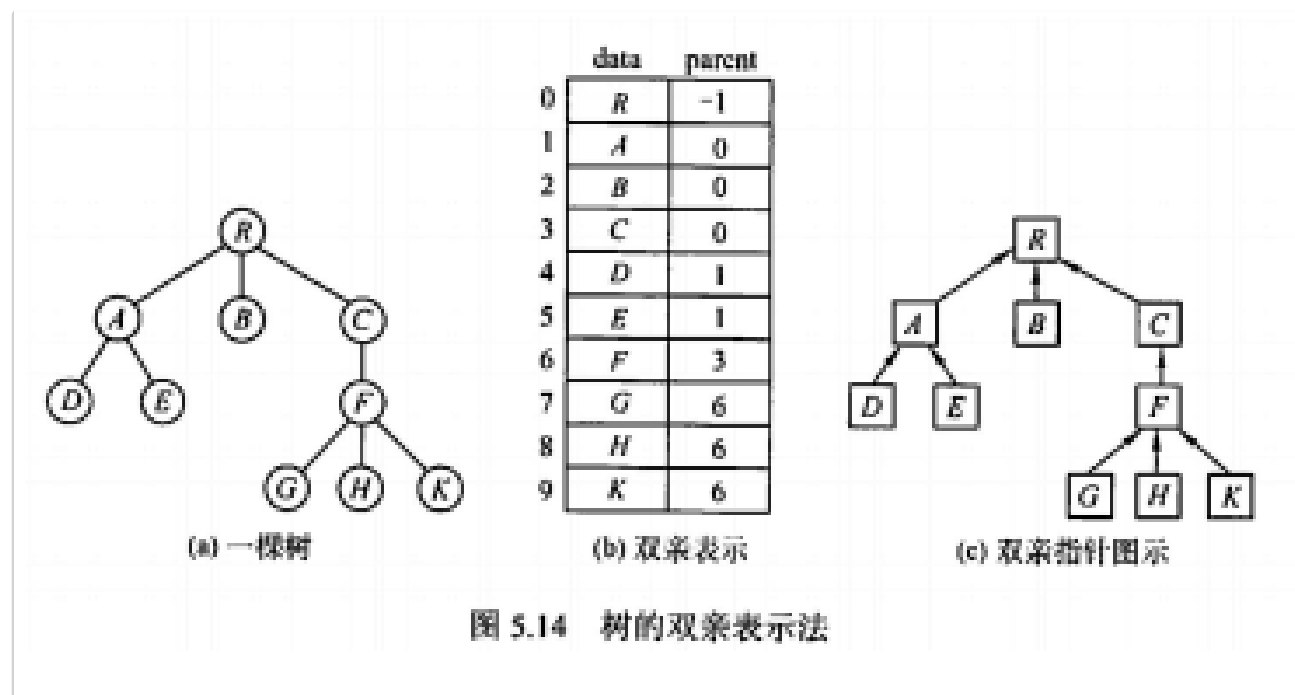 R
A B C
D E F
G H K
(a) 一棵树
data parent
0 R -1
1 A 0
2 B 0
3 C 0
4 D 1
5 E 1
6 F 3
7 G 6
8 H 6
9 K 6
(b) 双亲表示
R
A B C
D E F
G H K
(c) 双亲指针图示
图 5.14 树的双亲表示法